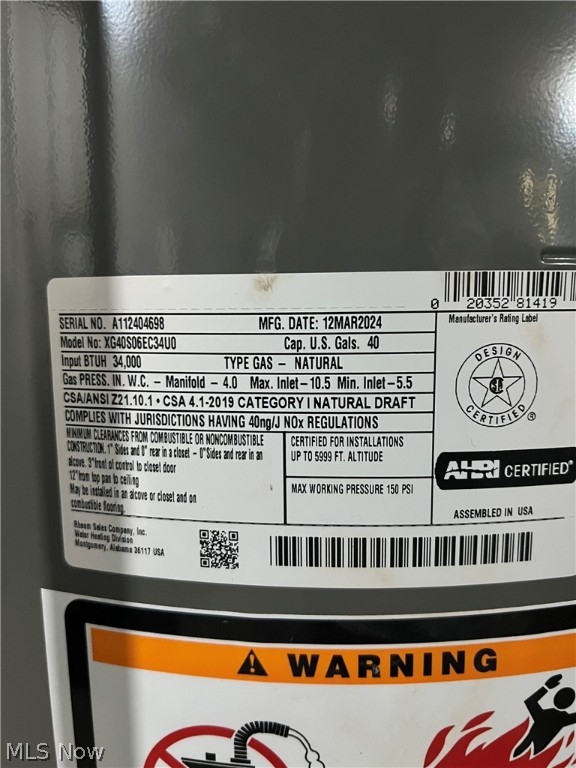 0 20352 81419
SERIAL NO. A112404698 MFG. DATE: 12MAR2024
Manufacturer's Rating Label
Model No: XG40S06EC34U0 Cap. U.S. Gals. 40
Input BTUH 34,000 TYPE GAS – NATURAL
Gas PRESS. IN. W.C. – Manifold – 4.0 Max. Inlet – 10.5 Min. Inlet – 5.5
CSA/ANSI Z21.10.1 • CSA 4.1-2019 CATEGORY I NATURAL DRAFT
COMPLIES WITH JURISDICTIONS HAVING 40ng/J NOx REGULATIONS
DESIGN
CERTIFIED
®
MINIMUM CLEARANCES FROM COMBUSTIBLE OR NONCOMBUSTIBLE
CONSTRUCTION. 1" Sides and 0" rear in a closet – 0" Sides and rear in an
alcove. 3" front of control to closet door
12" from top pan to ceiling
May be installed in an alcove or closet and on
combustible flooring.
CERTIFIED FOR INSTALLATIONS
UP TO 5999 FT. ALTITUDE
MAX WORKING PRESSURE 150 PSI
AHRI CERTIFIED®
ASSEMBLED IN USA
Rheem Sales Company, Inc.
Water Heating Division
Montgomery, Alabama 36117 USA
WARNING
MLS Now